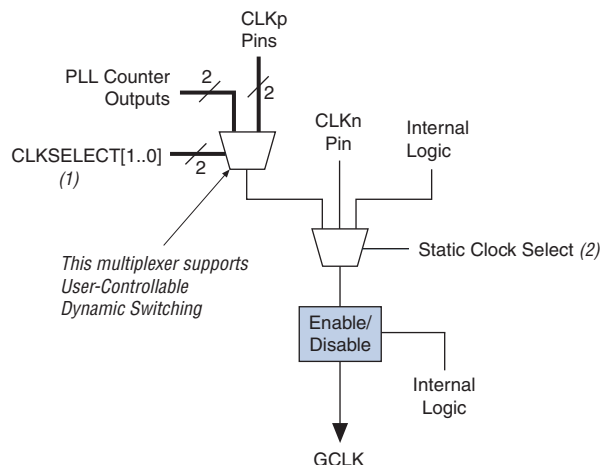 CLKp
Pins
PLL Counter
Outputs
2
2
CLKSELECT[1..0]
(1)
2
CLKn
Pin
Internal
Logic
This multiplexer supports
User-Controllable
Dynamic Switching
Static Clock Select (2)
Enable/
Disable
Internal
Logic
GCLK